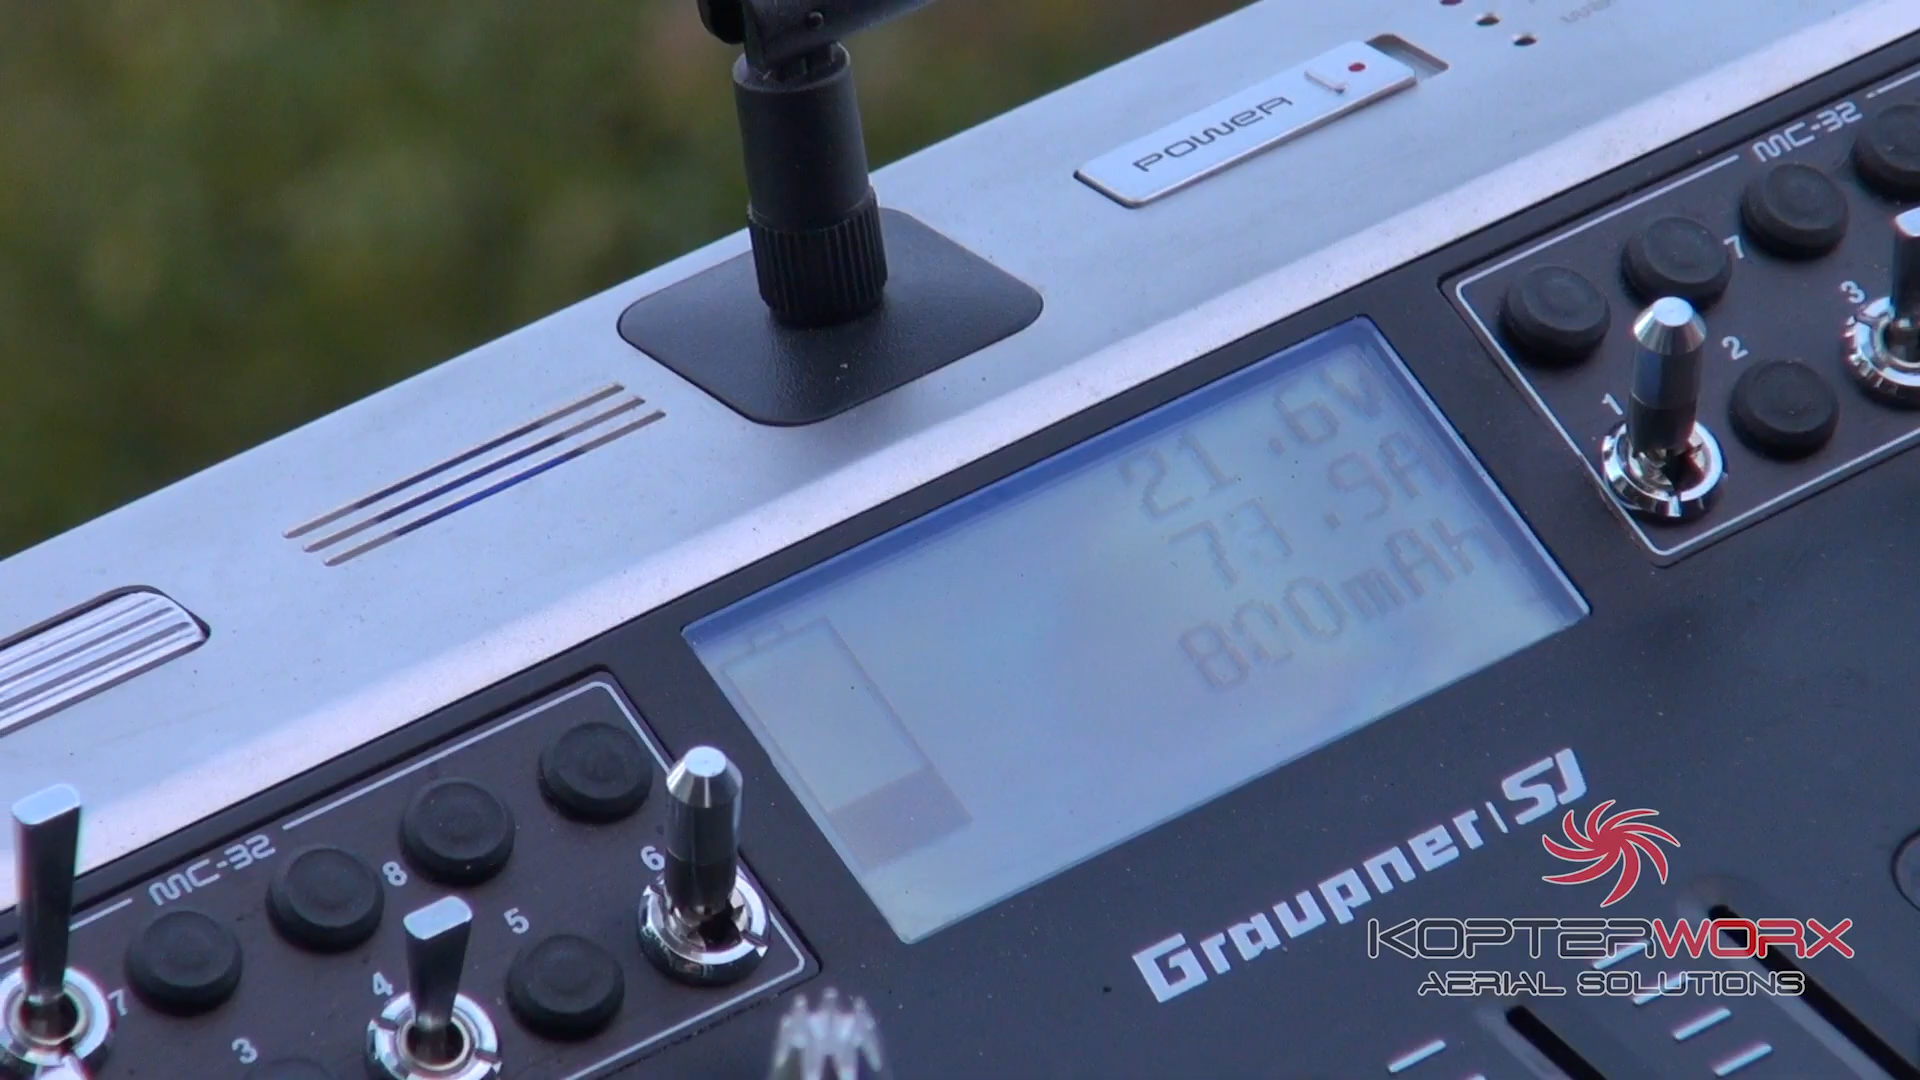 POWER
MC-32
7
3
2
1
21.6V
73.9A
800mAh
MC-32
8
6
5
4
7
3
Graupner|SJ
KOPTERWORX
AERIAL SOLUTIONS